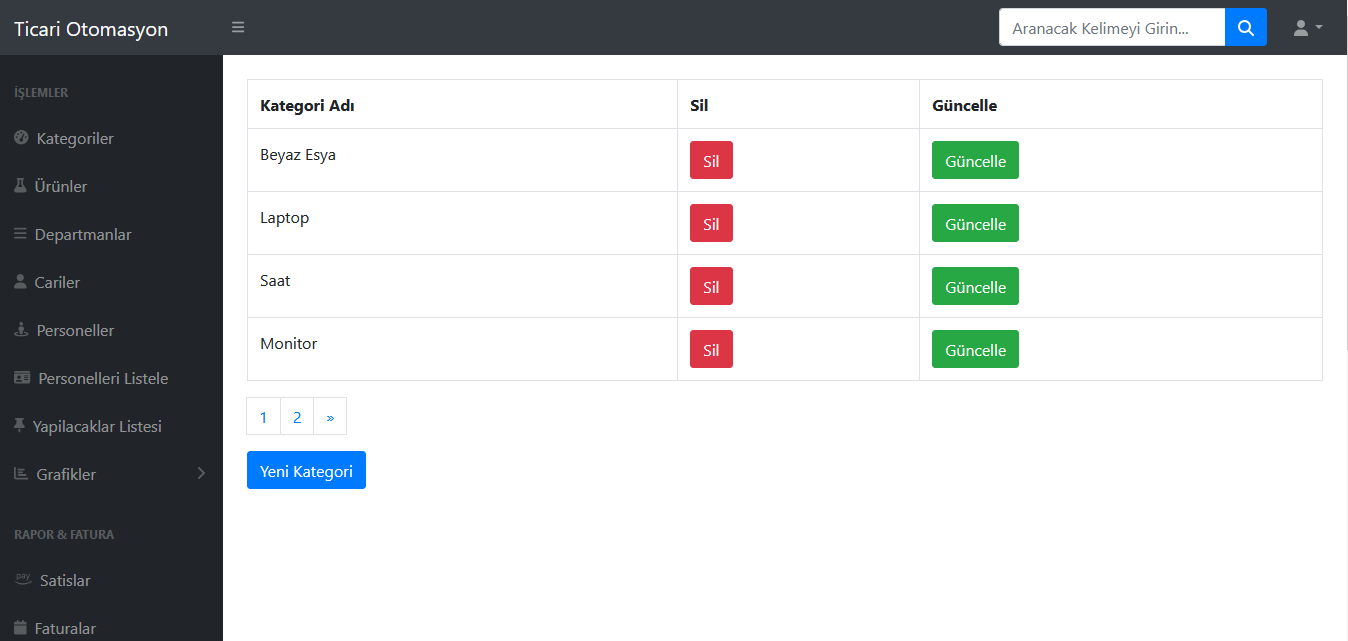 Ticari Otomasyon
Aranacak Kelimeyi Girin...
İŞLEMLER
Kategoriler
Ürünler
Departmanlar
Cariler
Personeller
Personelleri Listele
Yapilacaklar Listesi
Grafikler
RAPOR & FATURA
pay Satislar
Faturalar
Kategori Adı Sil Güncelle
Beyaz Esya Sil Güncelle
Laptop Sil Güncelle
Saat Sil Güncelle
Monitor Sil Güncelle
1 2 »
Yeni Kategori